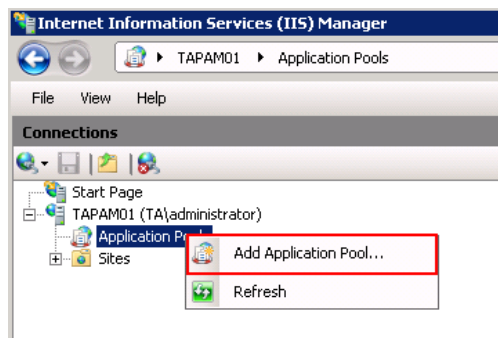 Internet Information Services (IIS) Manager
TAPAM01 Application Pools
File View Help
Connections
Start Page
TAPAM01 (TA\administrator)
Application
Add Application Pool...
Sites
Refresh